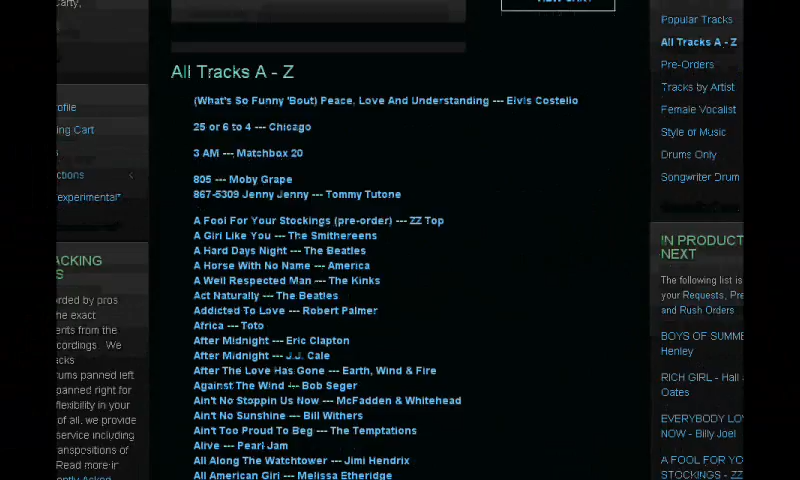 Carty,
VIEW CART
All Tracks A - Z
(What's So Funny 'Bout) Peace, Love And Understanding --- Elvis Costello
25 or 6 to 4 --- Chicago
3 AM --- Matchbox 20
805 --- Moby Grape
867-5309 Jenny Jenny --- Tommy Tutone
A Fool For Your Stockings (pre-order) --- ZZ Top
A Girl Like You --- The Smithereens
A Hard Days Night --- The Beatles
A Horse With No Name --- America
A Well Respected Man --- The Kinks
Act Naturally --- The Beatles
Addicted To Love --- Robert Palmer
Africa --- Toto
After Midnight --- Eric Clapton
After Midnight --- J.J. Cale
After The Love Has Gone --- Earth, Wind & Fire
Against The Wind --- Bob Seger
Ain't No Stoppin Us Now --- McFadden & Whitehead
Ain't No Sunshine --- Bill Withers
Ain't Too Proud To Beg --- The Temptations
Alive --- Pearl Jam
All Along The Watchtower --- Jimi Hendrix
All American Girl --- Melissa Etheridge
ofile
ing Cart
s
ctions
experimental"
ACKING
S
orded by pros
he exact
ents from the
cordings. We
acks
rums panned left
panned right for
flexibility in your
of all, we provide
service including
anspositions of
Read more in
ently Asked
Popular Tracks
All Tracks A - Z
Pre-Orders
Tracks by Artist
Female Vocalist
Style of Music
Drums Only
Songwriter Drum
IN PRODUCT
NEXT
The following list is
your Requests, Pre
and Rush Orders
BOYS OF SUMME
Henley
RICH GIRL - Hall
Oates
EVERYBODY LOV
NOW - Billy Joel
A FOOL FOR YO
STOCKINGS - ZZ